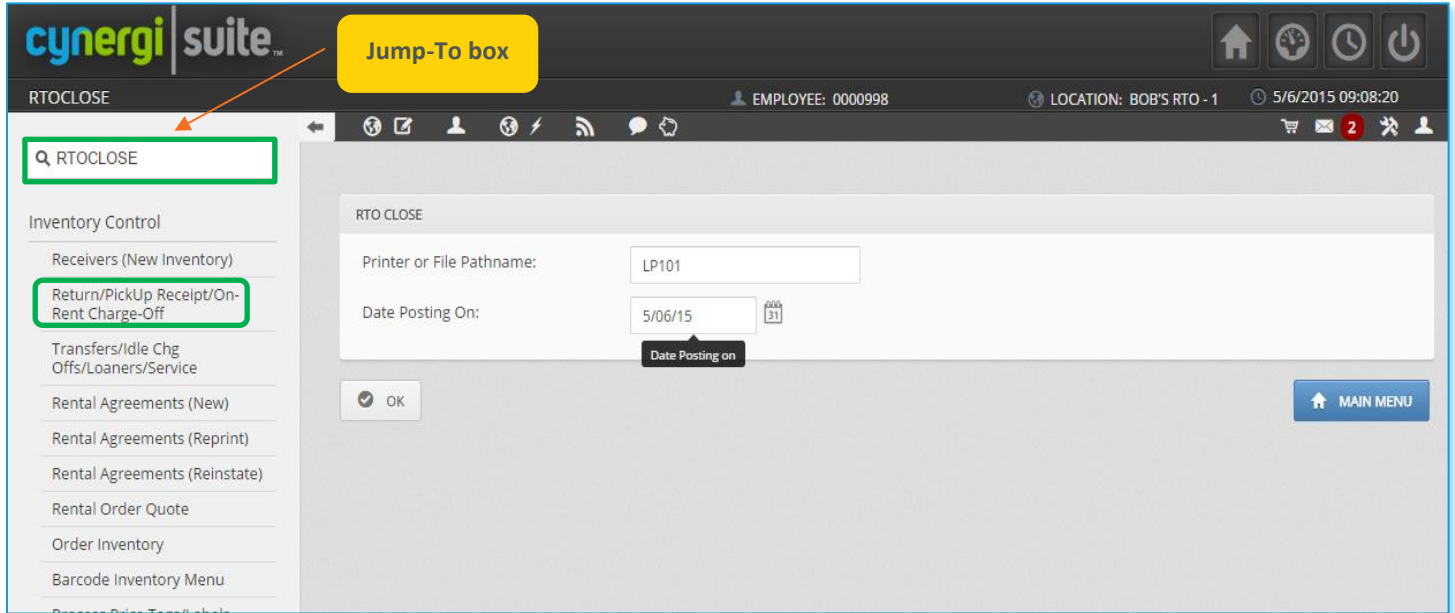 cynergi suite™
Jump-To box
RTOCLOSE
EMPLOYEE: 0000998
LOCATION: BOB'S RTO - 1
5/6/2015 09:08:20
2
RTOCLOSE
Inventory Control
Receivers (New Inventory)
Return/PickUp Receipt/On-
Rent Charge-Off
Transfers/Idle Chg
Offs/Loaners/Service
Rental Agreements (New)
Rental Agreements (Reprint)
Rental Agreements (Reinstate)
Rental Order Quote
Order Inventory
Barcode Inventory Menu
RTO CLOSE
Printer or File Pathname:
LP101
Date Posting On:
5/06/15
31
Date Posting on
OK
MAIN MENU